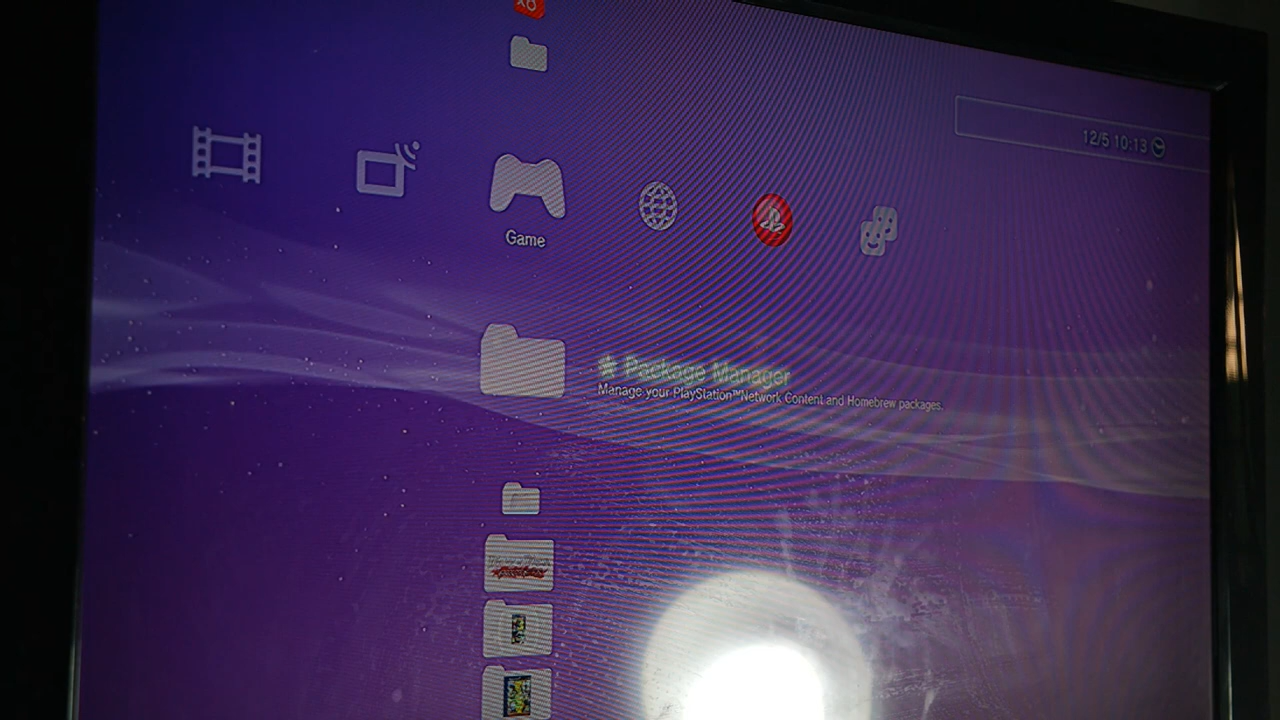 12/5 10:13
Game
★ Package Manager
Manage your PlayStation™Network Content and Homebrew packages.